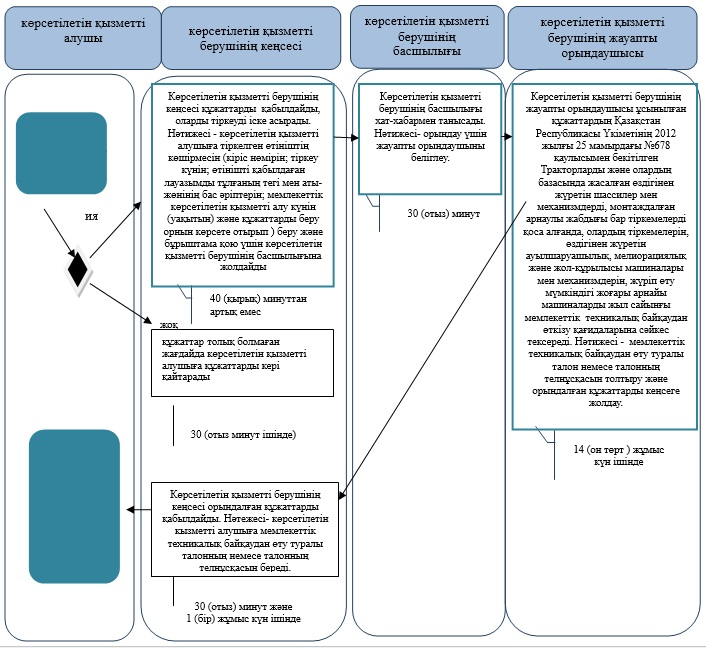 көрсетілетін қызметті
алушы
көрсетілетін қызметті
берушінің кеңсесі
көрсетілетін қызметті
берушінің
басшылығы
көрсетілетін қызметті
берушінің жауапты
орындаушысы
ия
Көрсетілетін қызметті берушінің
кеңсесі құжаттарды қабылдайды,
оларды тіркеуді іске асырады.
Нәтижесі - көрсетілетін қызметті
алушыға тіркелген өтініштің
көшірмесін (кіріс нөмірін; тіркеу
күнін; өтінішті қабылдаған
лауазымды тұлғаның тегі мен аты-
жөнінің бас әріптерін; мемлекеттік
көрсетілетін қызметті алу күнін
(уақытын) және құжаттарды беру
орнын көрсете отырып ) беру және
бұрыштама қою үшін көрсетілетін
қызметті берушінің басшылығына
жолдайды
40 (қырық) минуттан
артық емес
жоқ
құжаттар толық болмаған
жағдайда көрсетілетін қызметті
алушыға құжаттарды кері
қайтарады
30 (отыз минут ішінде)
Көрсетілетін қызметті берушінің
кеңсесі орындалған құжаттарды
қабылдайды. Нәтежесі- көрсетілетін
қызметті алушыға мемлекеттік
техникалық байқаудан өту туралы
талонның немесе талонның
телнұсқасын береді.
30 (отыз) минут және
1 (бір) жұмыс күн ішінде
Көрсетілетін қызметті
берушінің басшылығы
хат-хабармен танысады.
Нәтижесі- орындау үшін
жауапты орындаушыны
белігілеу.
30 (отыз) минут
Көрсетілетін қызметті берушінің
жауапты орындаушысы ұсынылған
құжаттардың Қазақстан
Республикасы Үкіметінің 2012
жылғы 25 мамырдағы №678
қаулысымен бекітілген
Тракторларды және олардың
базасында жасалған өздігінен
жүретін шассилер мен
механизмдерді, монтаждалған
арнаулы жабдығы бар тіркемелерді
қоса алғанда, олардың тіркемелерін,
өздігінен жүретін
ауылшаруашылық, мелиорациялық
және жол-құрылысы машиналары
мен механизмдерін, жүріп өту
мүмкіндігі жоғары арнайы
машиналарды жыл сайынғы
мемлекеттік техникалық байқаудан
өткізу қағидаларына сәйкес
тексереді. Нәтижесі - мемлекеттік
техникалық байқаудан өту туралы
талон немесе талонның
телнұсқасын толтыру және
орындалған құжаттарды кеңсеге
жолдау.
14 (он төрт ) жұмыс
күн ішінде